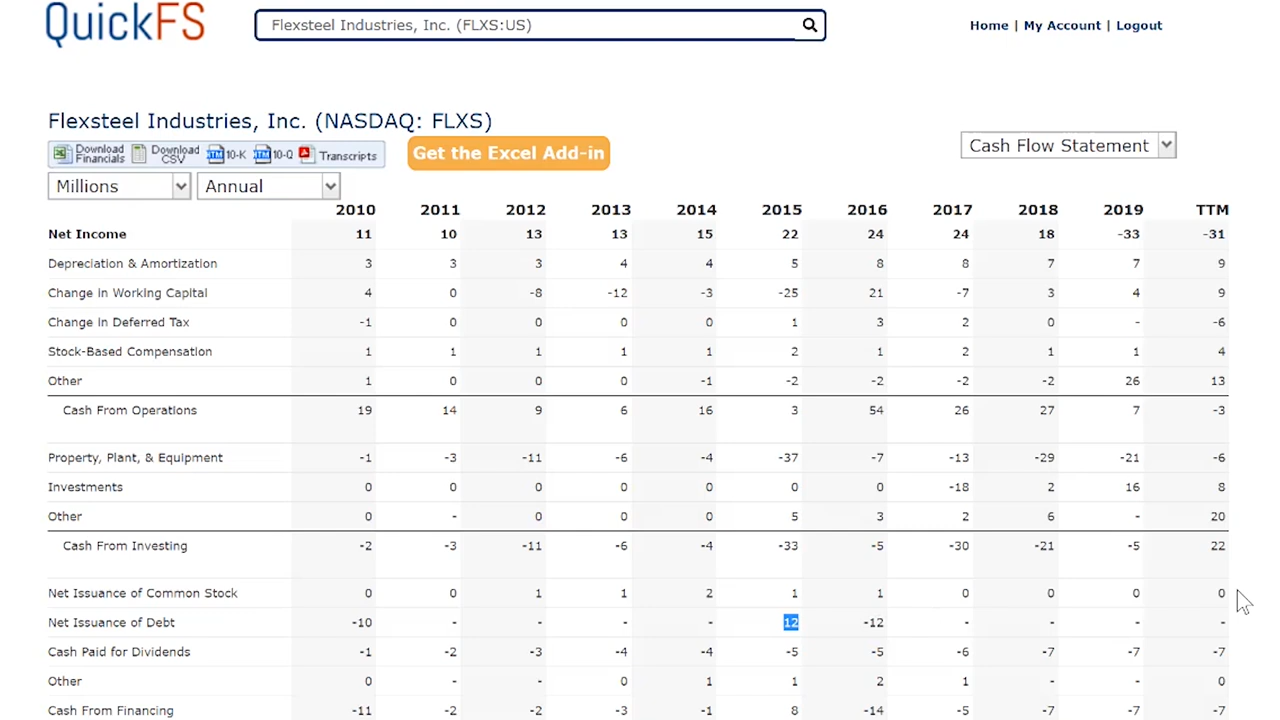 QuickFS Flexsteel Industries, Inc. (FLXS:US) Home | My Account | Logout
Flexsteel Industries, Inc. (NASDAQ: FLXS)
Download Financials Download CSV 10-K 10-Q Transcripts Get the Excel Add-in Cash Flow Statement
Millions Annual
2010 2011 2012 2013 2014 2015 2016 2017 2018 2019 TTM
Net Income 11 10 13 13 15 22 24 24 18 -33 -31
Depreciation & Amortization 3 3 3 4 4 5 8 8 7 7 9
Change in Working Capital 4 0 -8 -12 -3 -25 21 -7 3 4 9
Change in Deferred Tax -1 0 0 0 0 1 3 2 0 - -6
Stock-Based Compensation 1 1 1 1 1 2 1 2 1 1 4
Other 1 0 0 0 -1 -2 -2 -2 -2 26 13
Cash From Operations 19 14 9 6 16 3 54 26 27 7 -3
Property, Plant, & Equipment -1 -3 -11 -6 -4 -37 -7 -13 -29 -21 -6
Investments 0 0 0 0 0 0 0 -18 2 16 8
Other 0 - 0 0 0 5 3 2 6 - 20
Cash From Investing -2 -3 -11 -6 -4 -33 -5 -30 -21 -5 22
Net Issuance of Common Stock 0 0 1 1 2 1 1 0 0 0 0
Net Issuance of Debt -10 - - - - 12 -12 - - - -
Cash Paid for Dividends -1 -2 -3 -4 -4 -5 -5 -6 -7 -7 -7
Other 0 - - 0 1 1 2 1 - - 0
Cash From Financing -11 -2 -2 -3 -1 8 -14 -5 -7 -7 -7